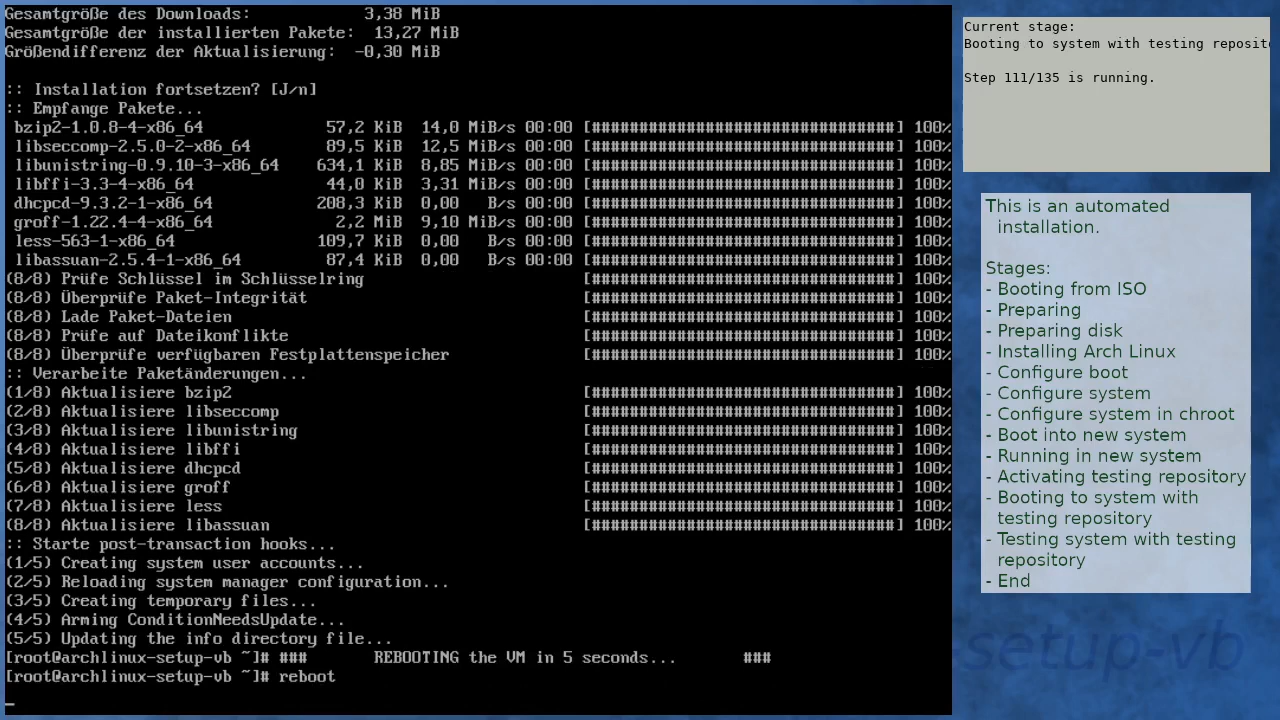 Gesamtgröße des Downloads:            3,38 MiB
Gesamtgröße der installierten Pakete:  13,27 MiB
Größendifferenz der Aktualisierung:  -0,30 MiB
:: Installation fortsetzen? [J/n]
:: Empfange Pakete...
bzip2-1.0.8-4-x86_64             57,2 KiB  14,0 MiB/s 00:00 [################################] 100%
libseccomp-2.5.0-2-x86_64        89,5 KiB  12,5 MiB/s 00:00 [################################] 100%
libunistring-0.9.10-3-x86_64    634,1 KiB  8,85 MiB/s 00:00 [################################] 100%
libffi-3.3-4-x86_64              44,0 KiB  3,31 MiB/s 00:00 [################################] 100%
dhcpcd-9.3.2-1-x86_64           208,3 KiB  0,00   B/s 00:00 [################################] 100%
groff-1.22.4-4-x86_64             2,2 MiB  9,10 MiB/s 00:00 [################################] 100%
less-563-1-x86_64               109,7 KiB  0,00   B/s 00:00 [################################] 100%
libassuan-2.5.4-1-x86_64         87,4 KiB  0,00   B/s 00:00 [################################] 100%
(8/8) Prüfe Schlüssel im Schlüsselring                       [################################] 100%
(8/8) Überprüfe Paket-Integrität                             [################################] 100%
(8/8) Lade Paket-Dateien                                     [################################] 100%
(8/8) Prüfe auf Dateikonflikte                               [################################] 100%
(8/8) Überprüfe verfügbaren Festplattenspeicher              [################################] 100%
:: Verarbeite Paketänderungen...
(1/8) Aktualisiere bzip2                                     [################################] 100%
(2/8) Aktualisiere libseccomp                                [################################] 100%
(3/8) Aktualisiere libunistring                              [################################] 100%
(4/8) Aktualisiere libffi                                    [################################] 100%
(5/8) Aktualisiere dhcpcd                                    [################################] 100%
(6/8) Aktualisiere groff                                     [################################] 100%
(7/8) Aktualisiere less                                      [################################] 100%
(8/8) Aktualisiere libassuan                                 [################################] 100%
:: Starte post-transaction hooks...
(1/5) Creating system user accounts...
(2/5) Reloading system manager configuration...
(3/5) Creating temporary files...
(4/5) Arming ConditionNeedsUpdate...
(5/5) Updating the info directory file...
[root@archlinux-setup-vb ~]# ###       REBOOTING the VM in 5 seconds...       ###
[root@archlinux-setup-vb ~]# reboot
Current stage:
Booting to system with testing reposito
Step 111/135 is running.
This is an automated
installation.
Stages:
- Booting from ISO
- Preparing
- Preparing disk
- Installing Arch Linux
- Configure boot
- Configure system
- Configure system in chroot
- Boot into new system
- Running in new system
- Activating testing repository
- Booting to system with
testing repository
- Testing system with testing
repository
- End
setup-vb